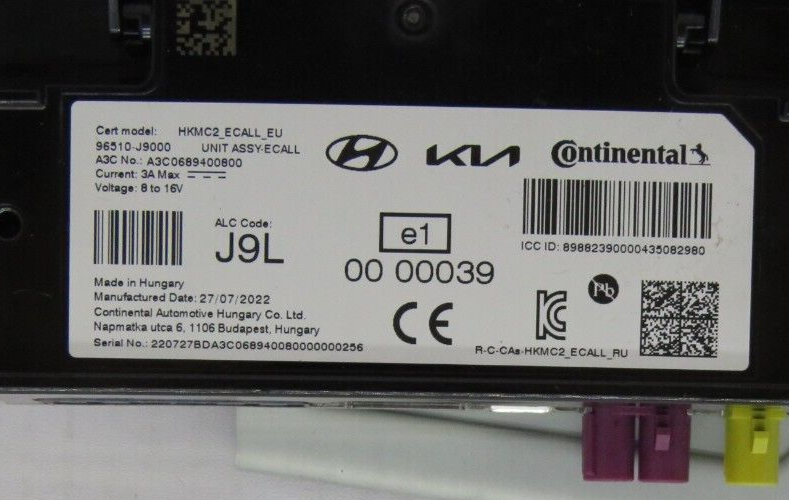 Cert model: HKMC2_ECALL_EU
96510-J9000 UNIT ASSY-ECALL
A3C No.: A3C0689400800
Current: 3A Max
Voltage: 8 to 16V
KIA
Continental
ALC Code:
J9L
e1
00 00039
ICC ID: 89882390000435082980
Made in Hungary
Manufactured Date: 27/07/2022
Continental Automotive Hungary Co. Ltd.
Napmatka utca 6, 1106 Budapest, Hungary
Serial No.: 220727BDA3C068940080000000256
CE
Pb
R-C-CAs-HKMC2_ECALL_RU